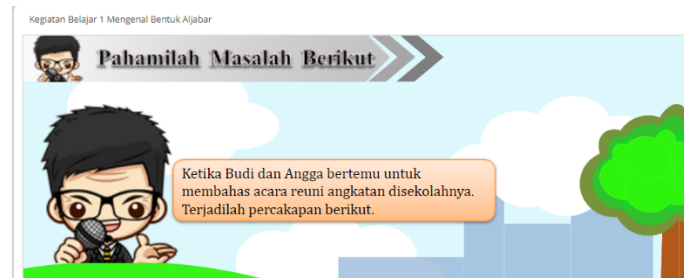 Kegiatan Belajar 1 Mengenal Bentuk Aljabar
Pahamilah Masalah Berikut
Ketika Budi dan Angga bertemu untuk
membahas acara reuni angkatan disekolahnya.
Terjadilah percakapan berikut.